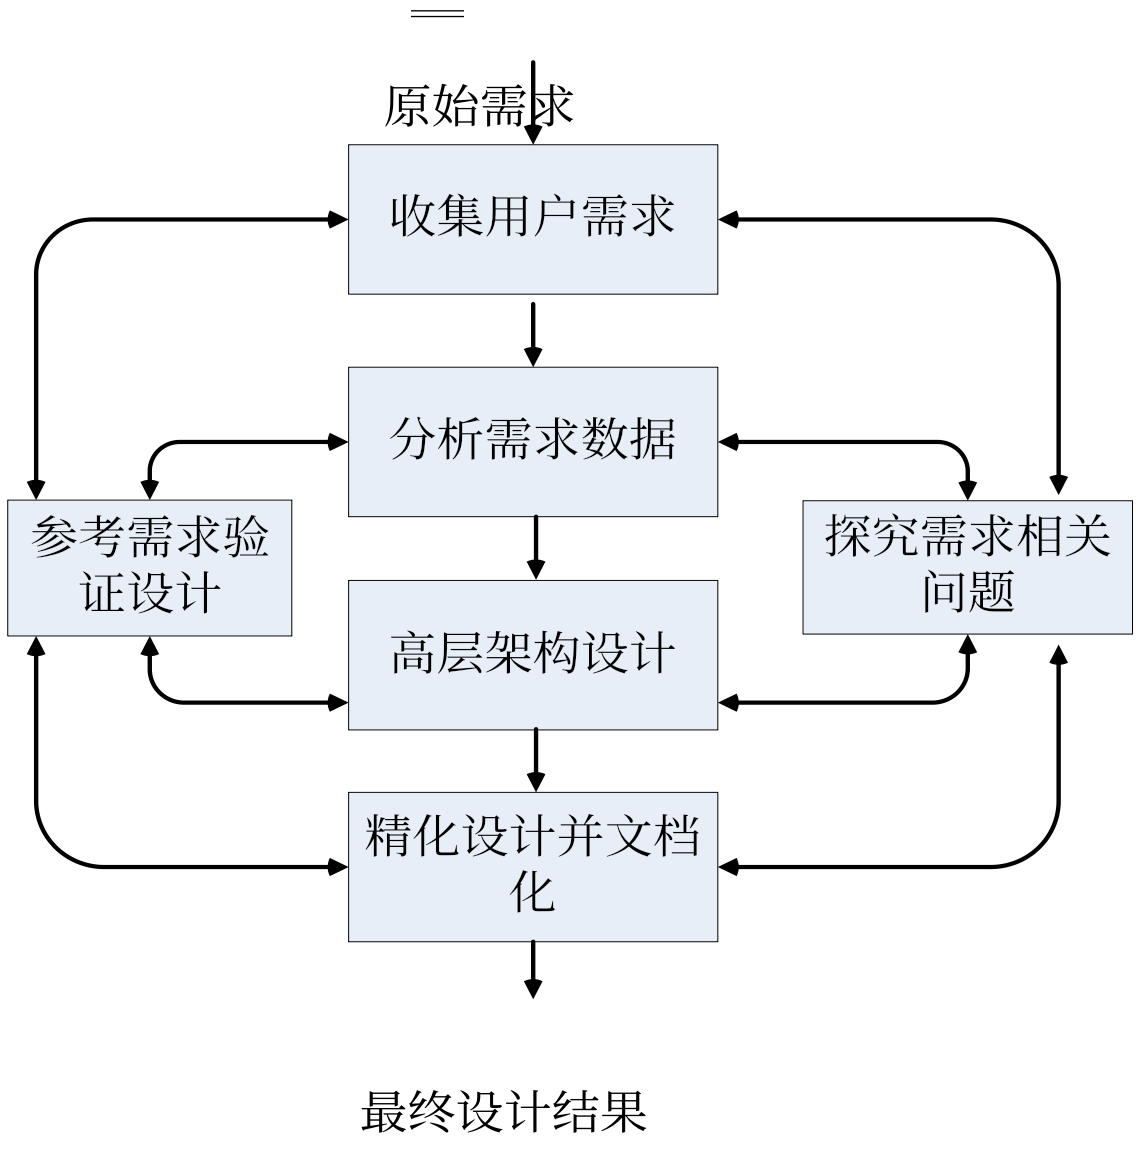 原始需求
收集用户需求
分析需求数据
参考需求验
证设计
探究需求相关
问题
高层架构设计
精化设计并文档
化
最终设计结果